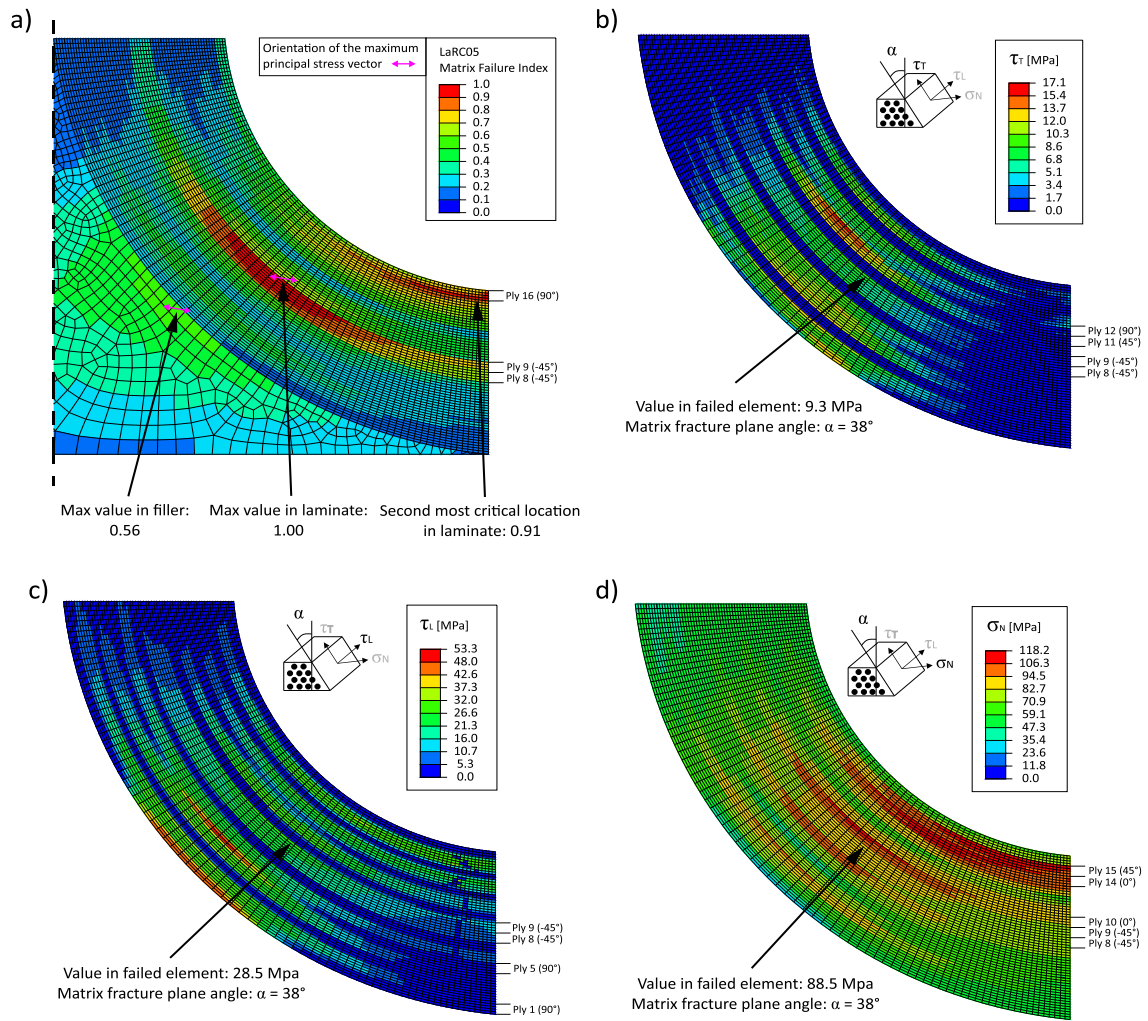 a)
Orientation of the maximum
principal stress vector
LaRC05
Matrix Failure Index
1.0
0.9
0.8
0.7
0.6
0.5
0.4
0.3
0.2
0.1
0.0
Ply 16 (90°)
Ply 9 (-45°)
Ply 8 (-45°)
Max value in filler:
0.56
Max value in laminate:
1.00
Second most critical location
in laminate: 0.91
b)
α
τT
τL
σN
τT [MPa]
17.1
15.4
13.7
12.0
10.3
8.6
6.8
5.1
3.4
1.7
0.0
Ply 12 (90°)
Ply 11 (45°)
Ply 9 (-45°)
Ply 8 (-45°)
Value in failed element: 9.3 MPa
Matrix fracture plane angle: α = 38°
c)
α
τT
τL
σN
τL [MPa]
53.3
48.0
42.6
37.3
32.0
26.6
21.3
16.0
10.7
5.3
0.0
Ply 9 (-45°)
Ply 8 (-45°)
Ply 5 (90°)
Ply 1 (90°)
Value in failed element: 28.5 Mpa
Matrix fracture plane angle: α = 38°
d)
α
τT
τL
σN
σN [MPa]
118.2
106.3
94.5
82.7
70.9
59.1
47.3
35.4
23.6
11.8
0.0
Ply 15 (45°)
Ply 14 (0°)
Ply 10 (0°)
Ply 9 (-45°)
Ply 8 (-45°)
Value in failed element: 88.5 MPa
Matrix fracture plane angle: α = 38°